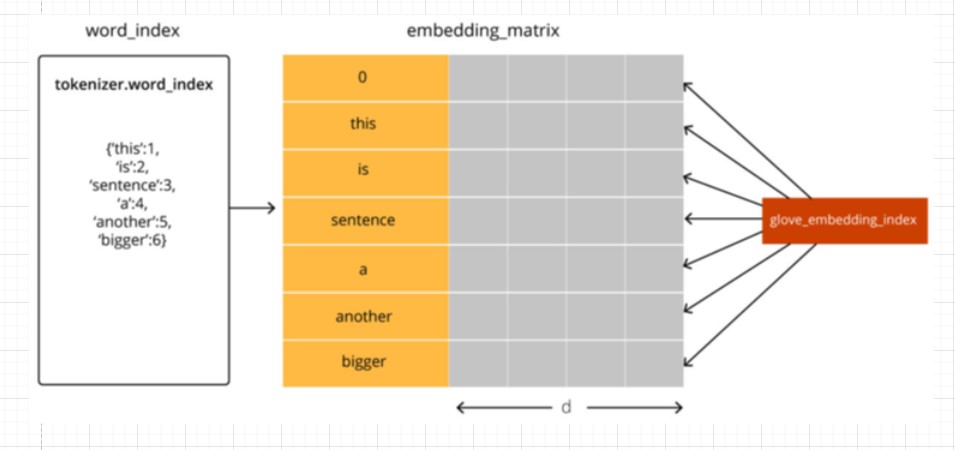 word_index
embedding_matrix
tokenizer.word_index
{'this':1,
'is':2,
'sentence':3,
'a':4,
'another':5,
'bigger':6}
0
this
is
sentence
a
another
bigger
glove_embedding_index
d